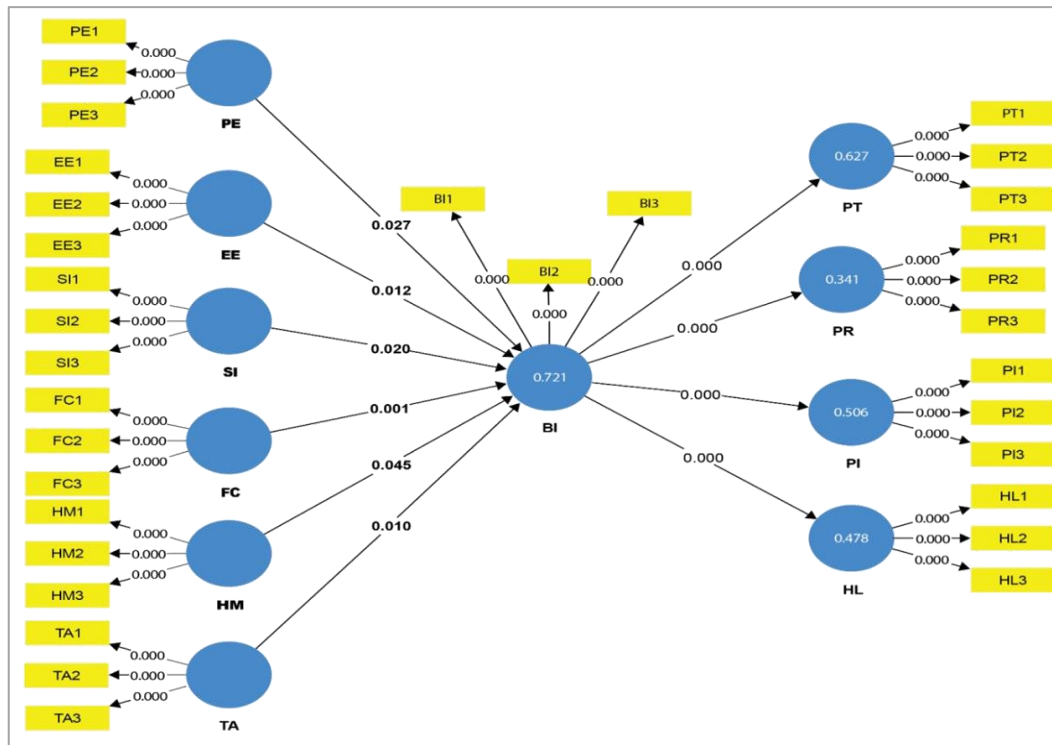 PE1
0.000
PE2
0.000
PE3
0.000
PE
EE1
0.000
EE2
0.000
EE3
0.000
EE
SI1
0.000
SI2
0.000
SI3
0.000
SI
FC1
0.000
FC2
0.000
FC3
0.000
FC
HM1
0.000
HM2
0.000
HM3
0.000
HM
TA1
0.000
TA2
0.000
TA3
0.000
TA
0.027
0.012
0.020
0.001
0.045
0.010
BI1
0.000
BI2
0.000
BI3
0.000
0.721
BI
0.000
0.000
0.000
0.000
0.627
PT
0.000
PT1
0.000
PT2
0.000
PT3
0.341
PR
0.000
PR1
0.000
PR2
0.000
PR3
0.506
PI
0.000
PI1
0.000
PI2
0.000
PI3
0.478
HL
0.000
HL1
0.000
HL2
0.000
HL3